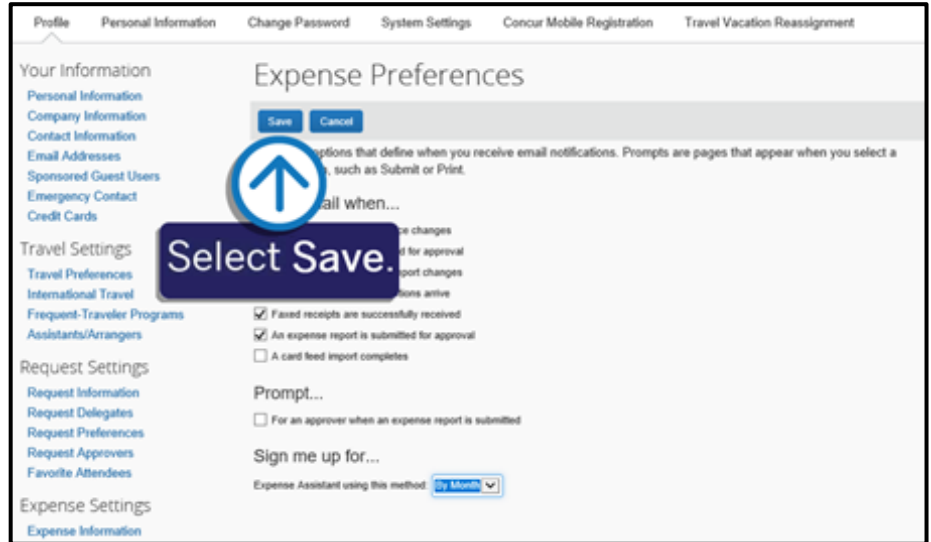 Profile Personal Information Change Password System Settings Concur Mobile Registration Travel Vacation Reassignment
Your Information
Personal Information
Company Information
Contact Information
Email Addresses
Sponsored Guest Users
Emergency Contact
Credit Cards
Travel Settings
Travel Preferences
International Travel
Frequent-Traveler Programs
Assistants/Arrangers
Request Settings
Request Information
Request Delegates
Request Preferences
Request Approvers
Favorite Attendees
Expense Settings
Expense Information
Expense Preferences
Save Cancel
options that define when you receive email notifications. Prompts are pages that appear when you select a
such as Submit or Print.
when...
changes
for approval
changes
arrive
Select Save.
Faxed receipts are successfully received
An expense report is submitted for approval
A card feed import completes
Prompt...
For an approver when an expense report is submitted
Sign me up for...
Expense Assistant using this method: By Month